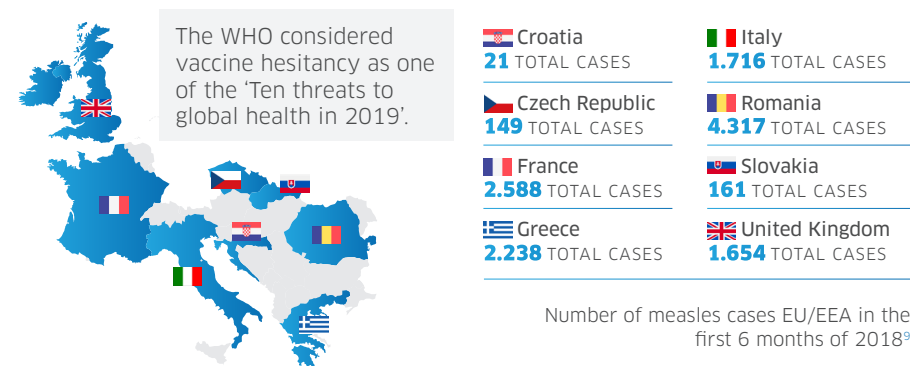 The WHO considered
vaccine hesitancy as one
of the ‘Ten threats to
global health in 2019’.
Croatia
21 TOTAL CASES
Czech Republic
149 TOTAL CASES
France
2.588 TOTAL CASES
Greece
2.238 TOTAL CASES
Italy
1.716 TOTAL CASES
Romania
4.317 TOTAL CASES
Slovakia
161 TOTAL CASES
United Kingdom
1.654 TOTAL CASES
Number of measles cases EU/EEA in the
first 6 months of 2018⁹